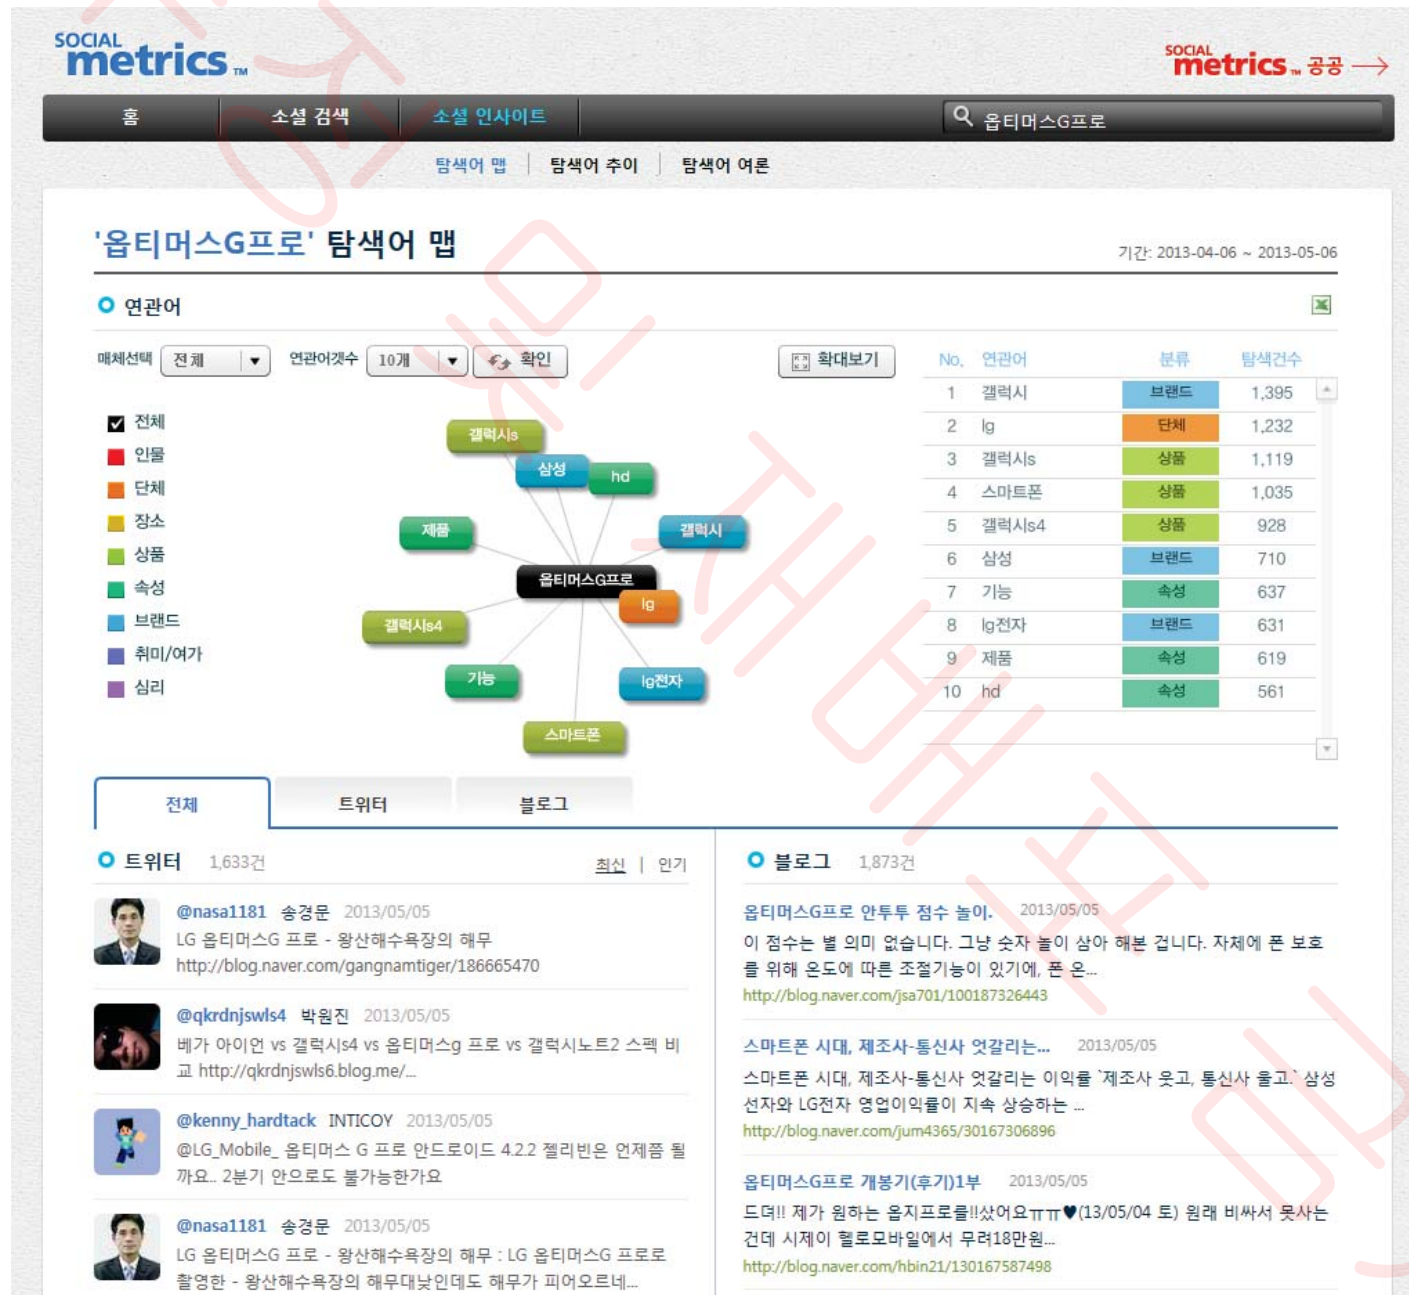 SOCIAL
metrics™
SOCIAL
metrics™ 공공 →
홈 소셜 검색 소셜 인사이트 옵티머스G프로
탐색어 맵 | 탐색어 추이 | 탐색어 여론
'옵티머스G프로' 탐색어 맵
기간: 2013-04-06 ~ 2013-05-06
연관어
매체선택 전체 연관어갯수 10개 확인 확대보기
No. 연관어 분류 탐색건수
1 갤럭시 브랜드 1,395
2 lg 단체 1,232
3 갤럭시s 상품 1,119
4 스마트폰 상품 1,035
5 갤럭시s4 상품 928
6 삼성 브랜드 710
7 기능 속성 637
8 lg전자 브랜드 631
9 제품 속성 619
10 hd 속성 561
전체
인물
단체
장소
상품
속성
브랜드
취미/여가
심리
갤럭시s
삼성
hd
제품
갤럭시
옵티머스G프로
lg
갤럭시s4
기능
lg전자
스마트폰
전체 트위터 블로그
트위터 1,633건 최신 | 인기
@nasa1181 송경문 2013/05/05
LG 옵티머스G 프로 - 왕산해수욕장의 해무
http://blog.naver.com/gangnamtiger/186665470
@qkrdnjswls4 박원진 2013/05/05
베가 아이언 vs 갤럭시s4 vs 옵티머스g 프로 vs 갤럭시노트2 스펙 비
교 http://qkrdnjswls6.blog.me/...
@kenny_hardtack INTICOY 2013/05/05
@LG_Mobile_ 옵티머스 G 프로 안드로이드 4.2.2 젤리빈은 언제쯤 될
까요.. 2분기 안으로도 불가능한가요
@nasa1181 송경문 2013/05/05
LG 옵티머스G 프로 - 왕산해수욕장의 해무 : LG 옵티머스G 프로로
촬영한 - 왕산해수욕장의 해무대낮인데도 해무가 피어오르네...
블로그 1,873건
옵티머스G프로 안투투 점수 놀이. 2013/05/05
이 점수는 별 의미 없습니다. 그냥 숫자 놀이 삼아 해본 겁니다. 자체에 폰 보호
를 위해 온도에 따른 조절기능이 있기에, 폰 온...
http://blog.naver.com/jsa701/100187326443
스마트폰 시대, 제조사-통신사 엇갈리는... 2013/05/05
스마트폰 시대, 제조사-통신사 엇갈리는 이익률 `제조사 웃고, 통신사 울고.` 삼성
선자와 LG전자 영업이익률이 지속 상승하는 ...
http://blog.naver.com/jum4365/30167306896
옵티머스G프로 개봉기(후기)1부 2013/05/05
드뎌!! 제가 원하는 옵지프로를!!샀어요ㅠㅠ♥(13/05/04 토) 원래 비싸서 못사는
건데 시제이 헬로모바일에서 무려18만원...
http://blog.naver.com/hbin21/130167587498